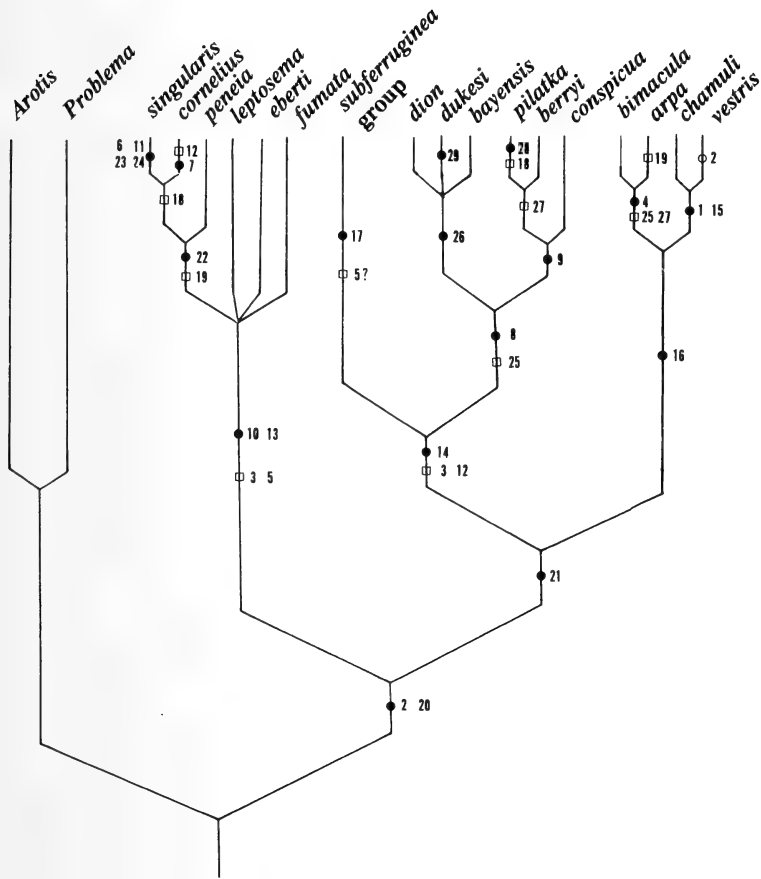 Arotis
Problema
singularis
cornelius
peneia
leptosema
eberti
fumata
subferruginea
group
dion
dukesi
bayensis
pilatka
berryi
conspicua
bimacula
arpa
chamuli
vestris
6 11
23 24
12
7
18
22
19
10 13
3 5
17
5?
29
26
28
18
27
9
8
25
14
3 12
19
4
25 27
2
1 15
16
21
2 20